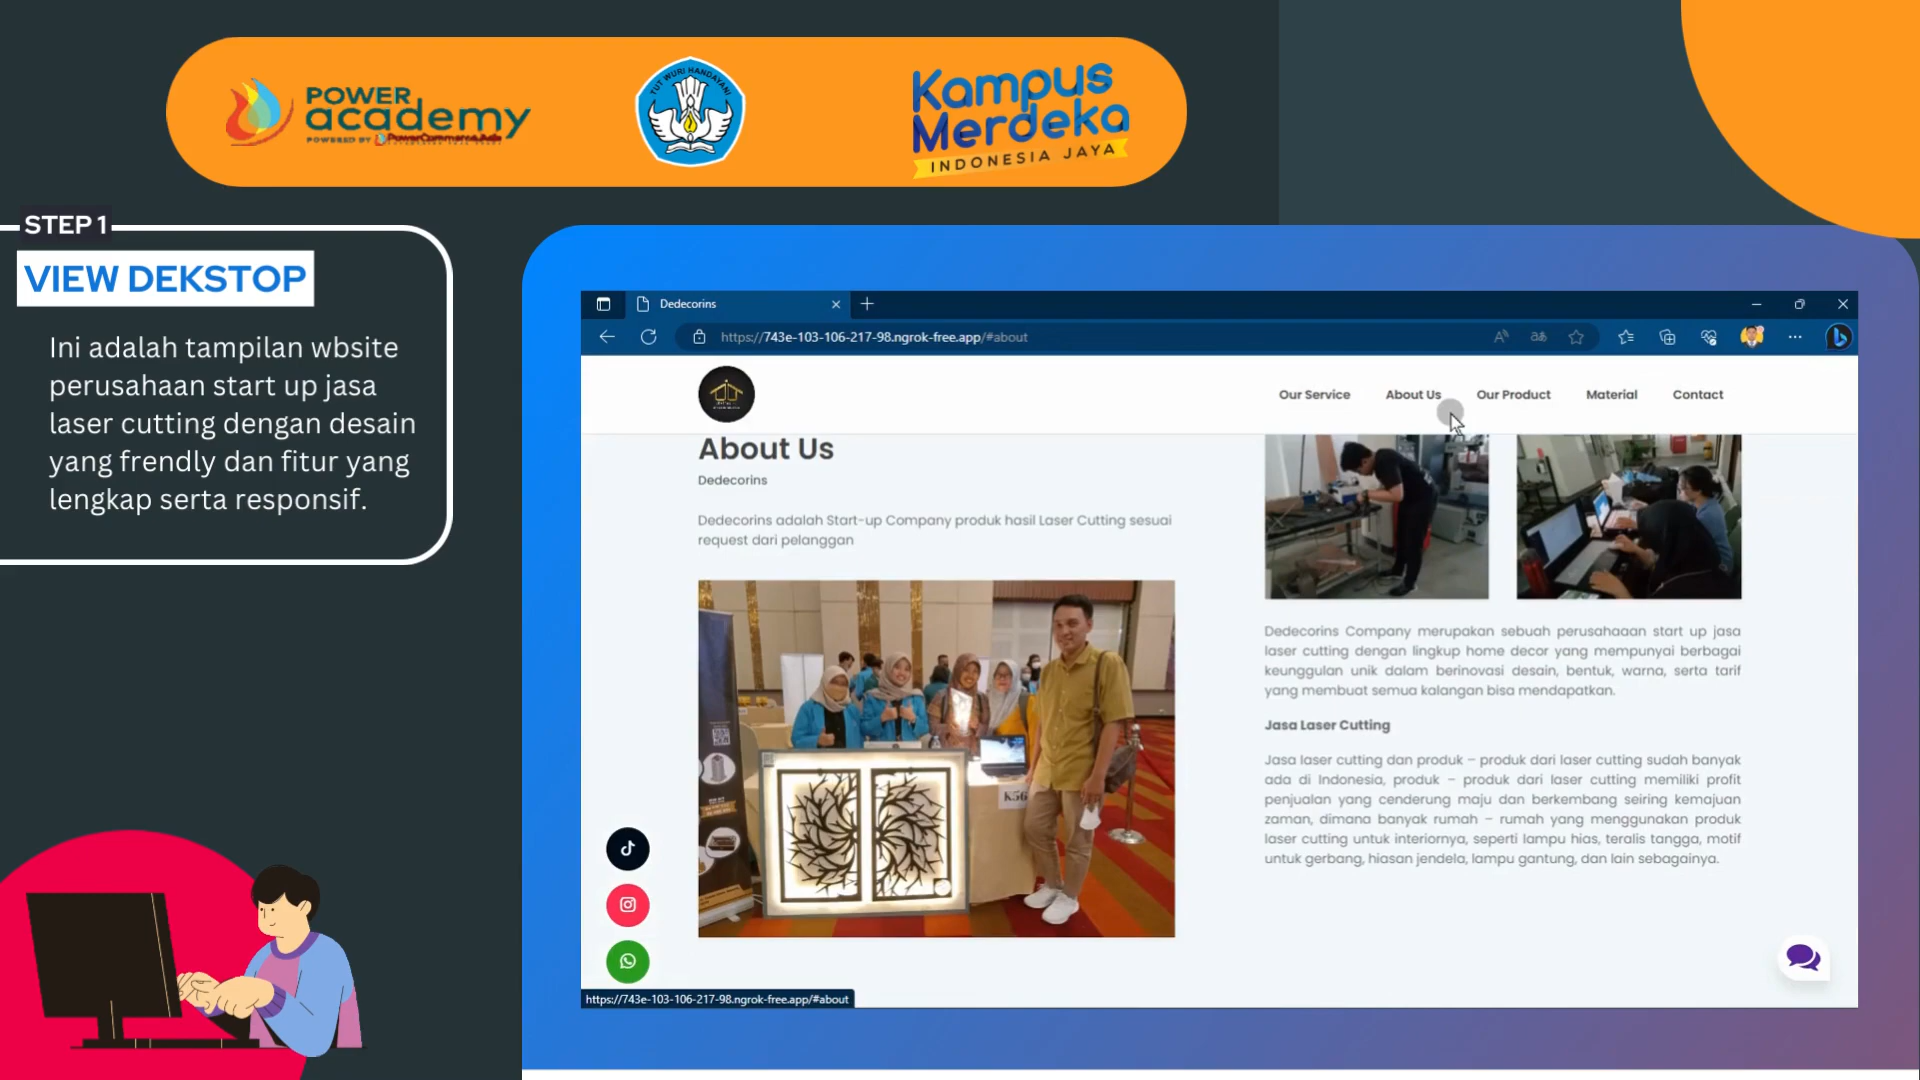 POWER
academy
POWERED BY PowerCommerce.Asia
TUT WURI HANDAYANI
Kampus
Merdeka
INDONESIA JAYA
STEP 1
VIEW DEKSTOP
Ini adalah tampilan wbsite
perusahaan start up jasa
laser cutting dengan desain
yang frendly dan fitur yang
lengkap serta responsif.
Dedecorins
https://743e-103-106-217-98.ngrok-free.app/#about
Our Service
About Us
Our Product
Material
Contact
About Us
Dedecorins
Dedecorins adalah Start-up Company produk hasil Laser Cutting sesuai
request dari pelanggan
K56
Dedecorins Company merupakan sebuah perusahaaan start up jasa
laser cutting dengan lingkup home decor yang mempunyai berbagai
keunggulan unik dalam berinovasi desain, bentuk, warna, serta tarif
yang membuat semua kalangan bisa mendapatkan.
Jasa Laser Cutting
Jasa laser cutting dan produk – produk dari laser cutting sudah banyak
ada di Indonesia, produk – produk dari laser cutting memiliki profit
penjualan yang cenderung maju dan berkembang seiring kemajuan
zaman, dimana banyak rumah – rumah yang menggunakan produk
laser cutting untuk interiornya, seperti lampu hias, teralis tangga, motif
untuk gerbang, hiasan jendela, lampu gantung, dan lain sebagainya.
https://743e-103-106-217-98.ngrok-free.app/#about